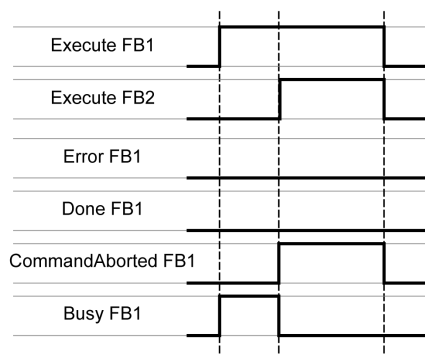 Execute FB1
Execute FB2
Error FB1
Done FB1
CommandAborted FB1
Busy FB1